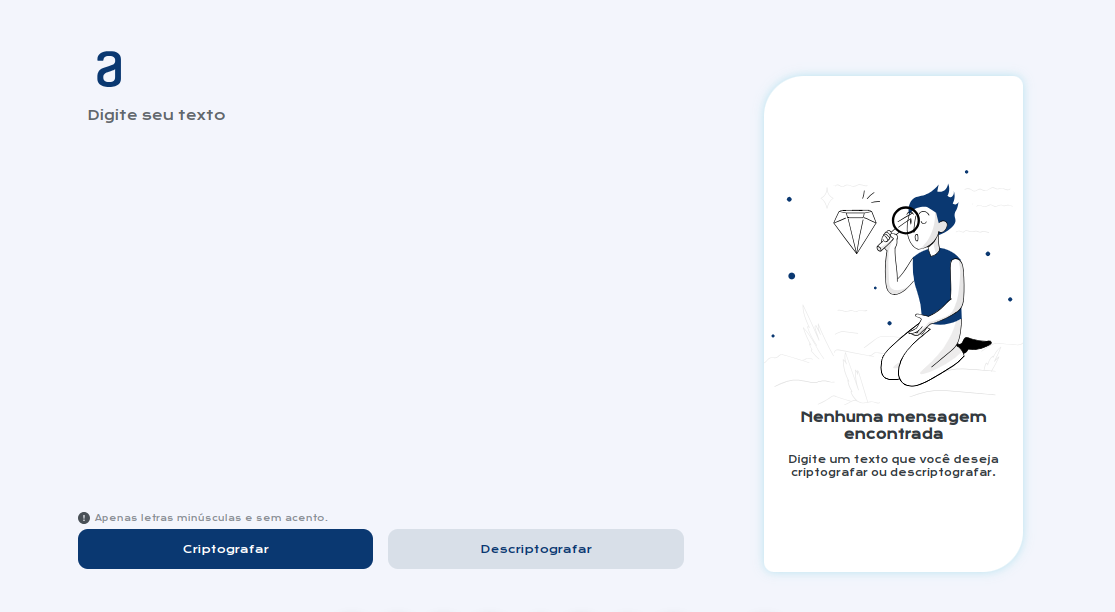 a
Digite seu texto
Nenhuma mensagem
encontrada
Digite um texto que você deseja
criptografar ou descriptografar.
! Apenas letras minúsculas e sem acento.
Criptografar
Descriptografar